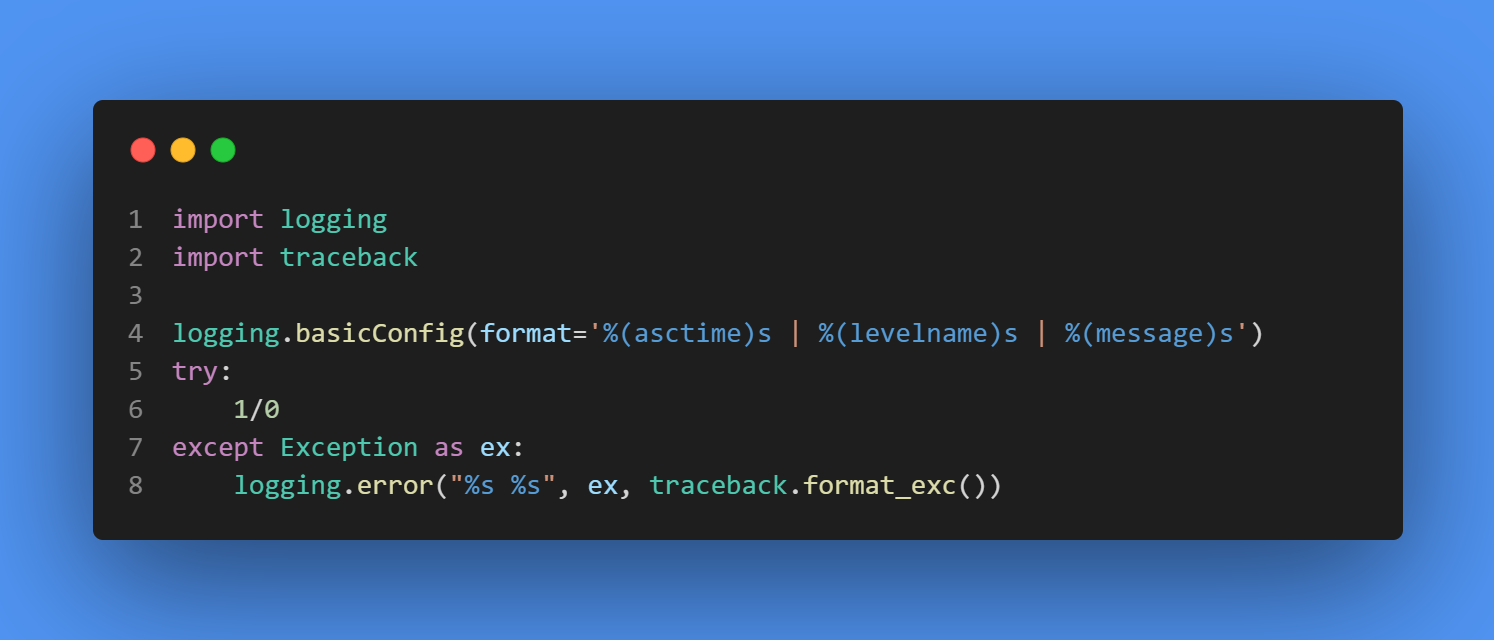 1 import logging
2 import traceback
3
4 logging.basicConfig(format='%(asctime)s | %(levelname)s | %(message)s')
5 try:
6     1/0
7 except Exception as ex:
8     logging.error("%s %s", ex, traceback.format_exc())